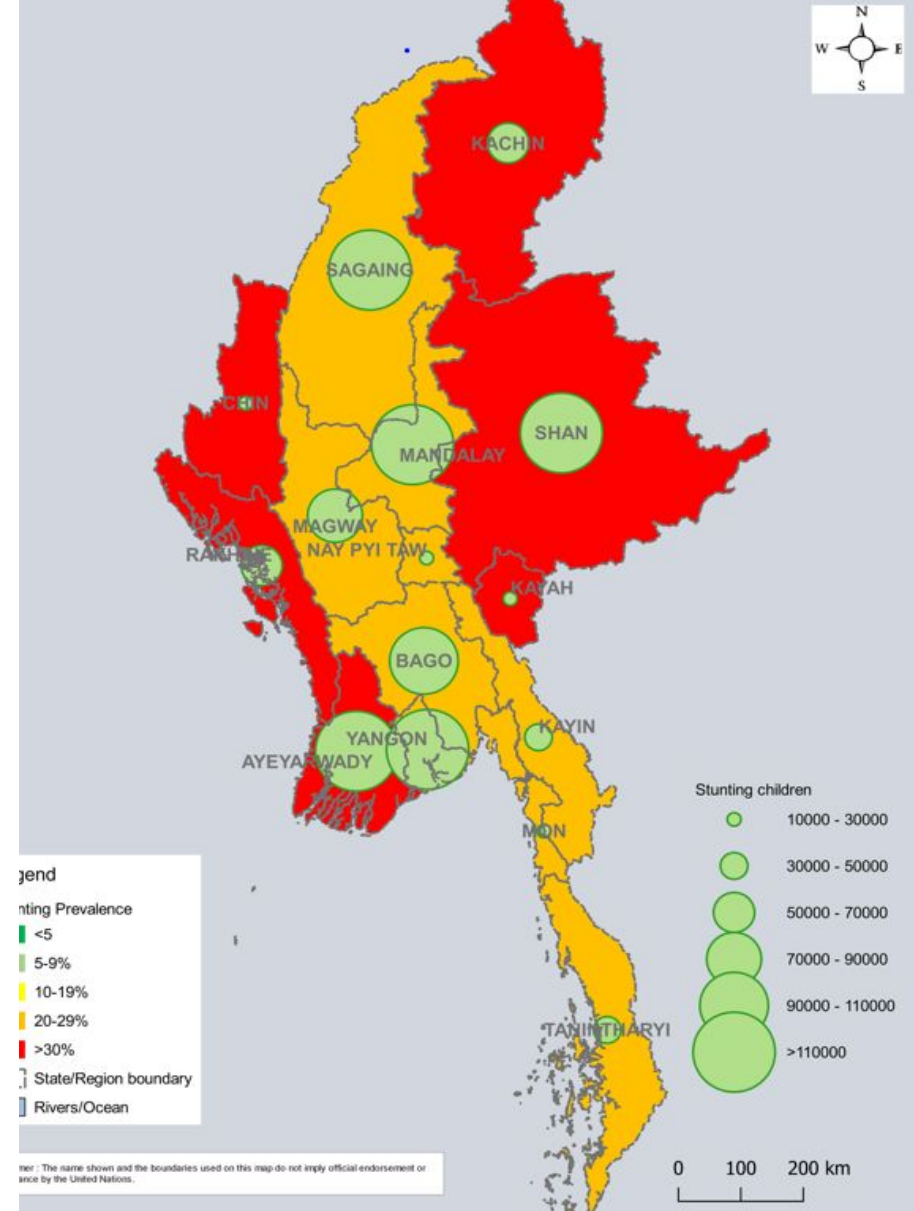 N
W E
S
KACHIN
SAGAING
CHIN
SHAN
MANDALAY
MAGWAY
NAY PYI TAW
RAKHINE
KAYAH
BAGO
KAYIN
YANGON
AYEYARWADY
MON
TANINTHARYI
Stunting children
10000 - 30000
30000 - 50000
50000 - 70000
70000 - 90000
90000 - 110000
>110000
gend
nting Prevalence
<5
5-9%
10-19%
20-29%
>30%
State/Region boundary
Rivers/Ocean
mer : The name shown and the boundaries used on this map do not imply official endorsement or
ance by the United Nations.
0 100 200 km